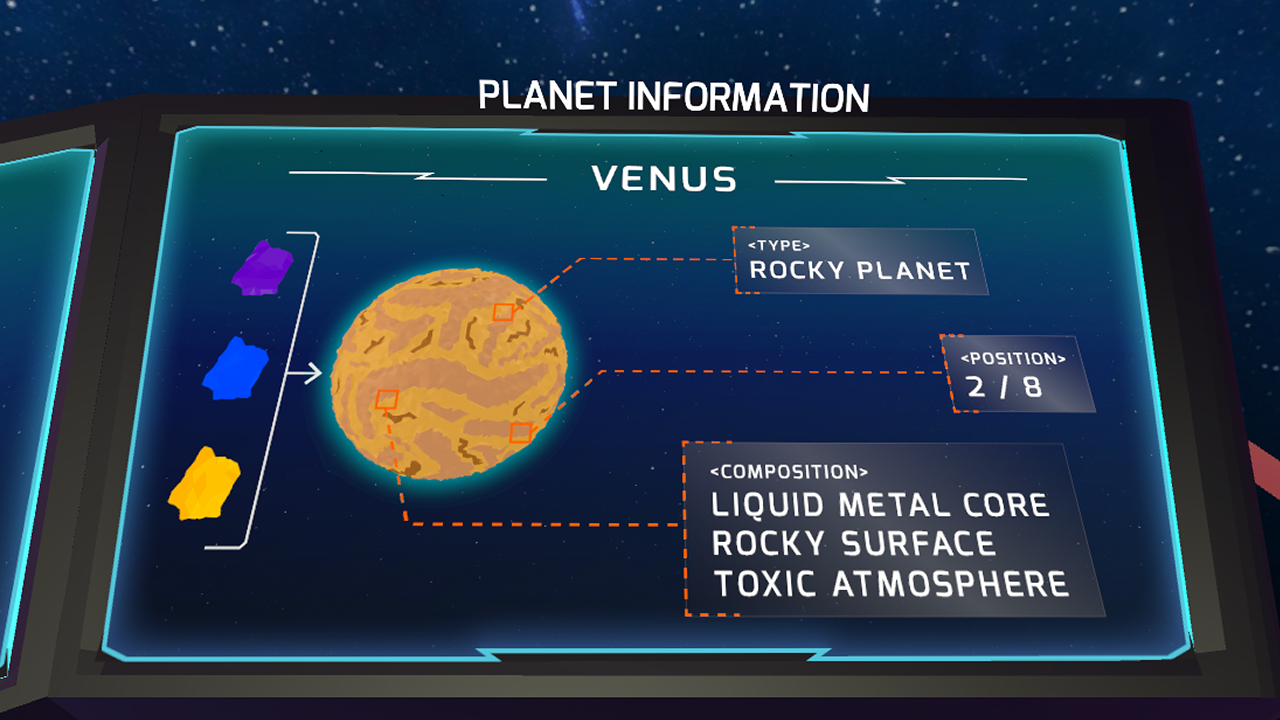 PLANET INFORMATION
VENUS
<TYPE>
ROCKY PLANET
<POSITION>
2 / 8
<COMPOSITION>
LIQUID METAL CORE
ROCKY SURFACE
TOXIC ATMOSPHERE